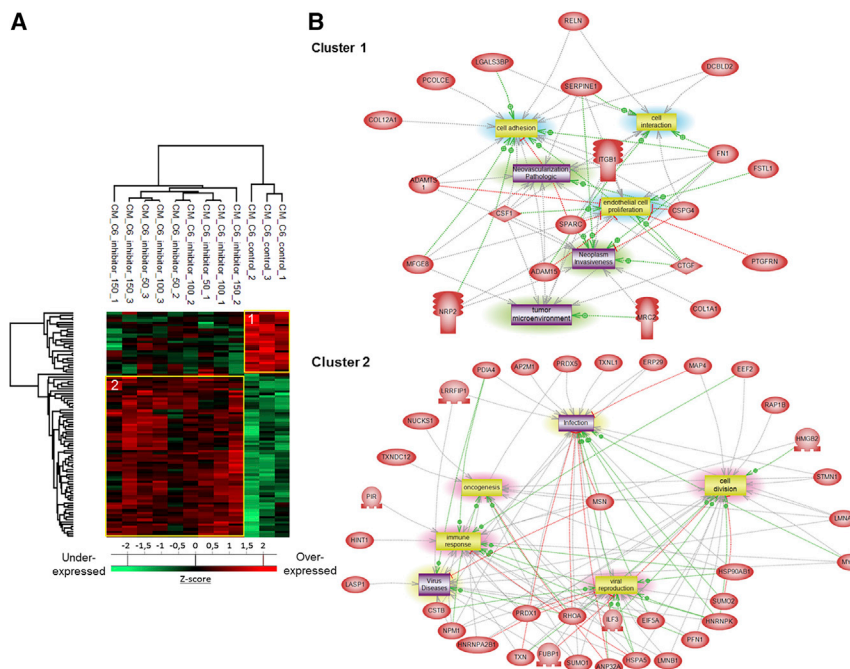 A
B
Cluster 1
RELN
LGALS3BP
DCBLD2
PCOLCE
SERPINE1
COL12A1
cell adhesion
cell interaction
ITGB1
FN1
Neovascularization Pathologic
FSTL1
ADAMTS1
endothelial cell proliferation
CSF1
SPARC
CSPG4
MFGE8
Neoplasm Invasiveness
CTGF
PTGFRN
ADAM15
NRP2
tumor microenvironment
MRC2
COL1A1
CM_C6_inhibitor_150_1
CM_C6_inhibitor_150_3
CM_C6_inhibitor_50_3
CM_C6_inhibitor_100_3
CM_C6_inhibitor_50_2
CM_C6_inhibitor_100_2
CM_C6_inhibitor_50_1
CM_C6_inhibitor_100_1
CM_C6_inhibitor_150_2
CM_C6_control_2
CM_C6_control_3
CM_C6_control_1
1
2
-2 -1,5 -1 -0,5 0 0,5 1 1,5 2
Under-expressed
Z-score
Over-expressed
Cluster 2
PDIA4
AP2M1
PRDX5
TXNL1
ERP29
MAP4
EEF2
LRRFIP1
RAP1B
NUCKS1
Infection
HMGB2
TXNDC12
oncogenesis
cell division
STMN1
PIR
MSN
LMNA
HINT1
immune response
LASP1
Virus Diseases
viral reproduction
HSP90AB1
CSTB
PRDX1
RHOA
ILF3
EIF5A
SUMO2
HNRNPK
NPM1
HNRNPA2B1
PFN1
TXN
FUBP1
SUMO1
ANP32A
HSPA5
LMNB1